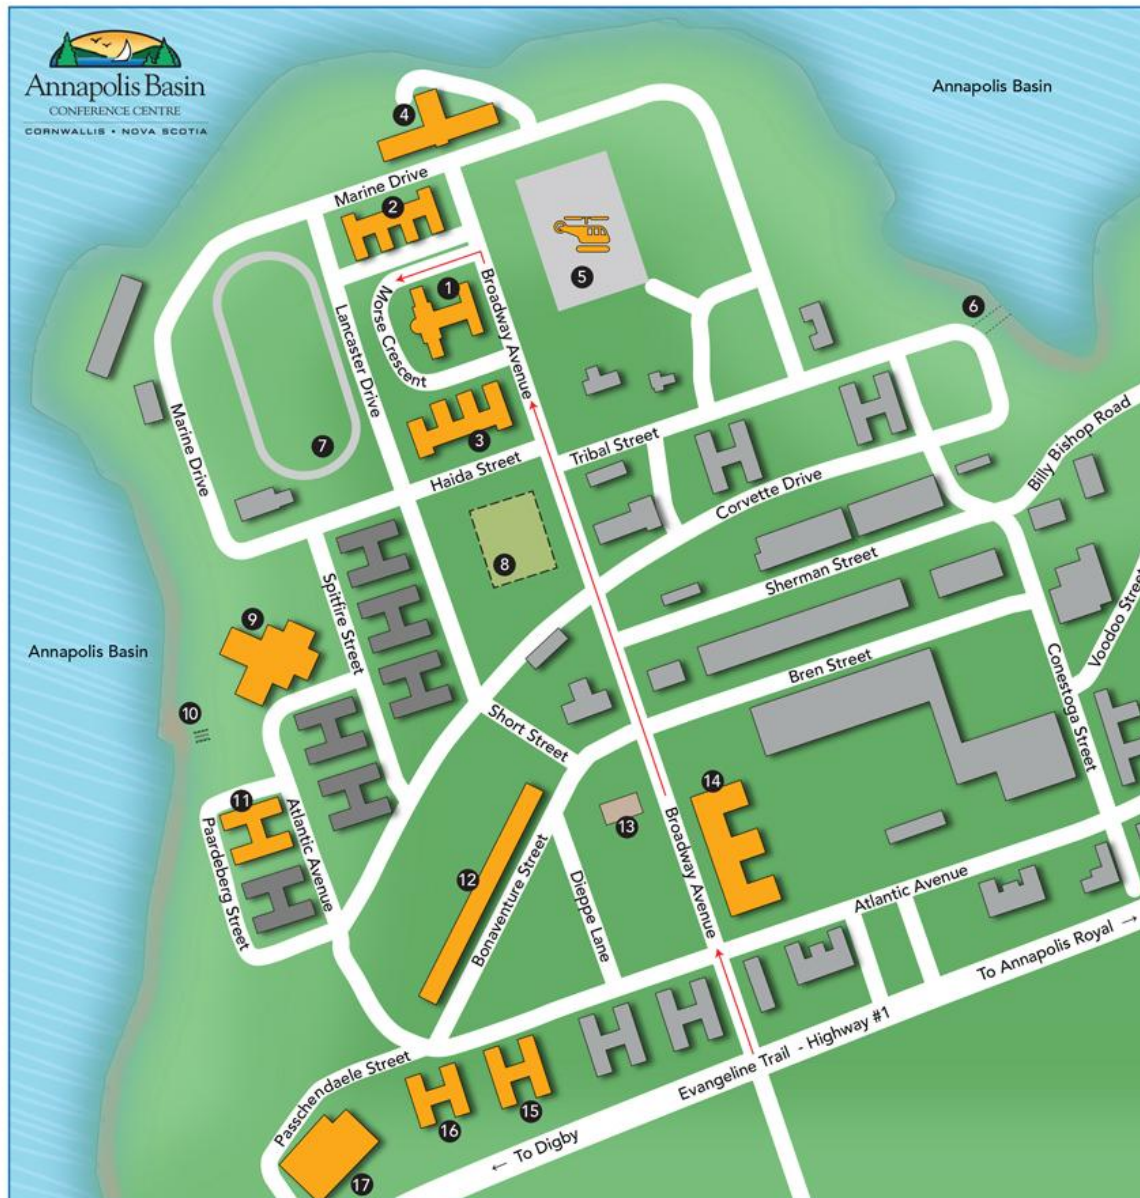 Annapolis Basin
CONFERENCE CENTRE
CORNWALLIS • NOVA SCOTIA
Annapolis Basin
4
Marine Drive
2
5
1
Broadway Avenue
Morse Crescent
6
Lancaster Drive
Marine Drive
7
3
Haida Street
Tribal Street
Billy Bishop Road
Corvette Drive
8
Sherman Street
Spitfire Street
9
Voodoo Street
Annapolis Basin
Bren Street
Conestoga Street
10
Short Street
14
11
Atlantic Avenue
13
Paardeberg Street
12
Bonaventure Street
Dieppe Lane
Broadway Avenue
Atlantic Avenue
To Annapolis Royal →
Evangeline Trail - Highway #1
Passchendaele Street
15
16
← To Digby
17